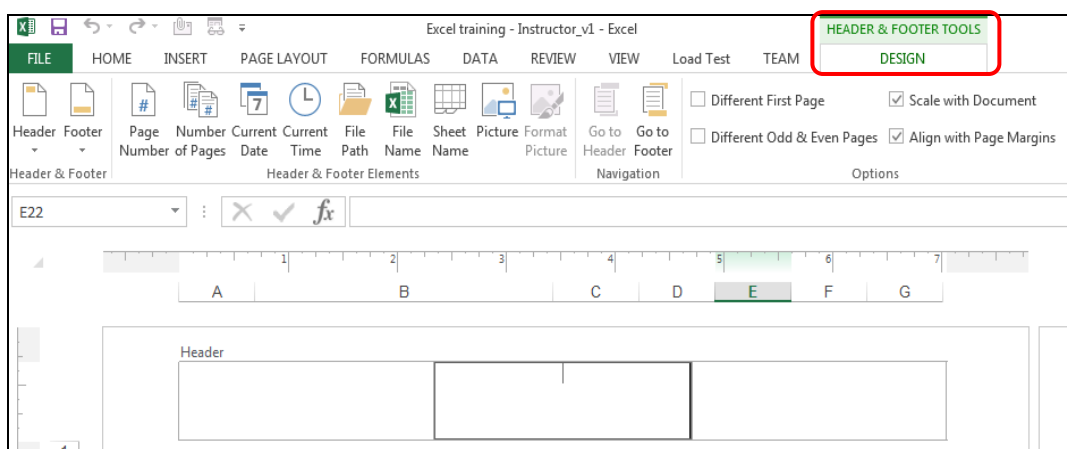 Excel training - Instructor_v1 - Excel
HEADER & FOOTER TOOLS
FILE HOME INSERT PAGE LAYOUT FORMULAS DATA REVIEW VIEW Load Test TEAM DESIGN
# # # 7
Different First Page Scale with Document
Header Footer Page Number Current Current File File Sheet Picture Format Go to Go to
Different Odd & Even Pages Align with Page Margins
Number of Pages Date Time Path Name Name Picture Header Footer
Header & Footer Header & Footer Elements Navigation Options
E22 fx
1 2 3 4 5 6 7
A B C D E F G
Header